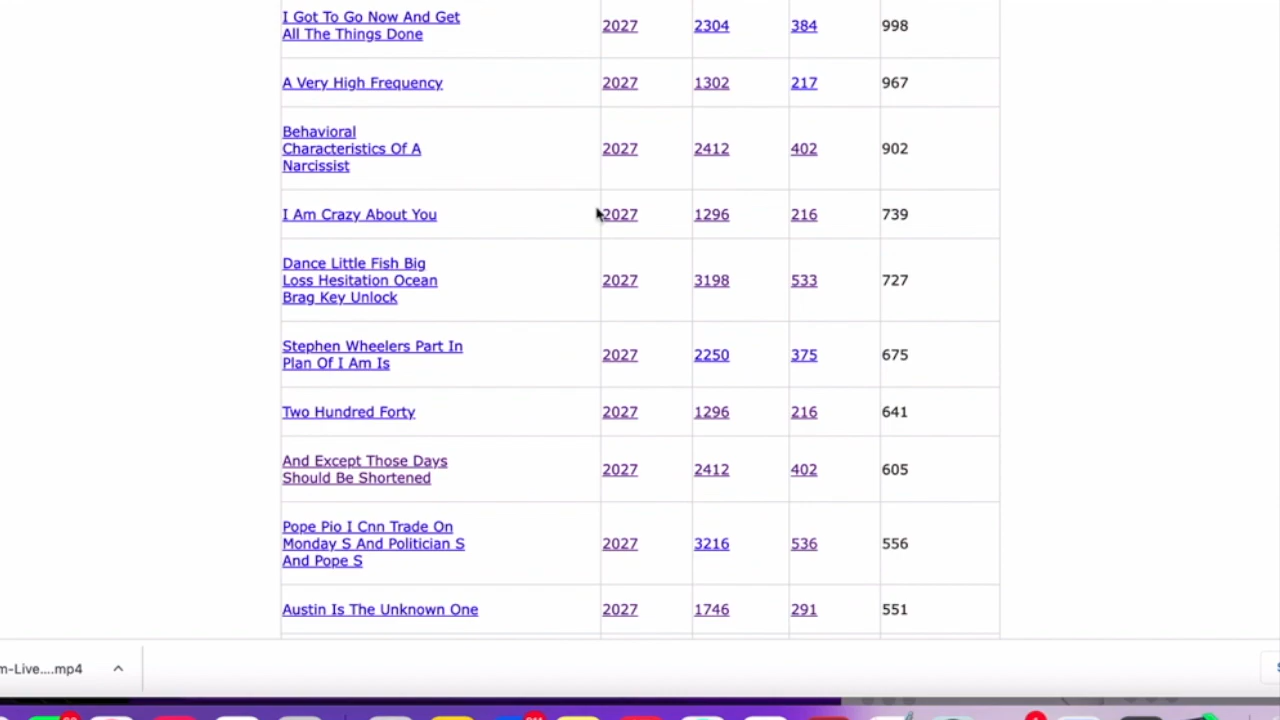 I Got To Go Now And Get
All The Things Done
2027 2304 384 998
A Very High Frequency 2027 1302 217 967
Behavioral
Characteristics Of A
Narcissist
2027 2412 402 902
I Am Crazy About You 2027 1296 216 739
Dance Little Fish Big
Loss Hesitation Ocean
Brag Key Unlock
2027 3198 533 727
Stephen Wheelers Part In
Plan Of I Am Is
2027 2250 375 675
Two Hundred Forty 2027 1296 216 641
And Except Those Days
Should Be Shortened
2027 2412 402 605
Pope Pio I Cnn Trade On
Monday S And Politician S
And Pope S
2027 3216 536 556
Austin Is The Unknown One 2027 1746 291 551
m-Live....mp4